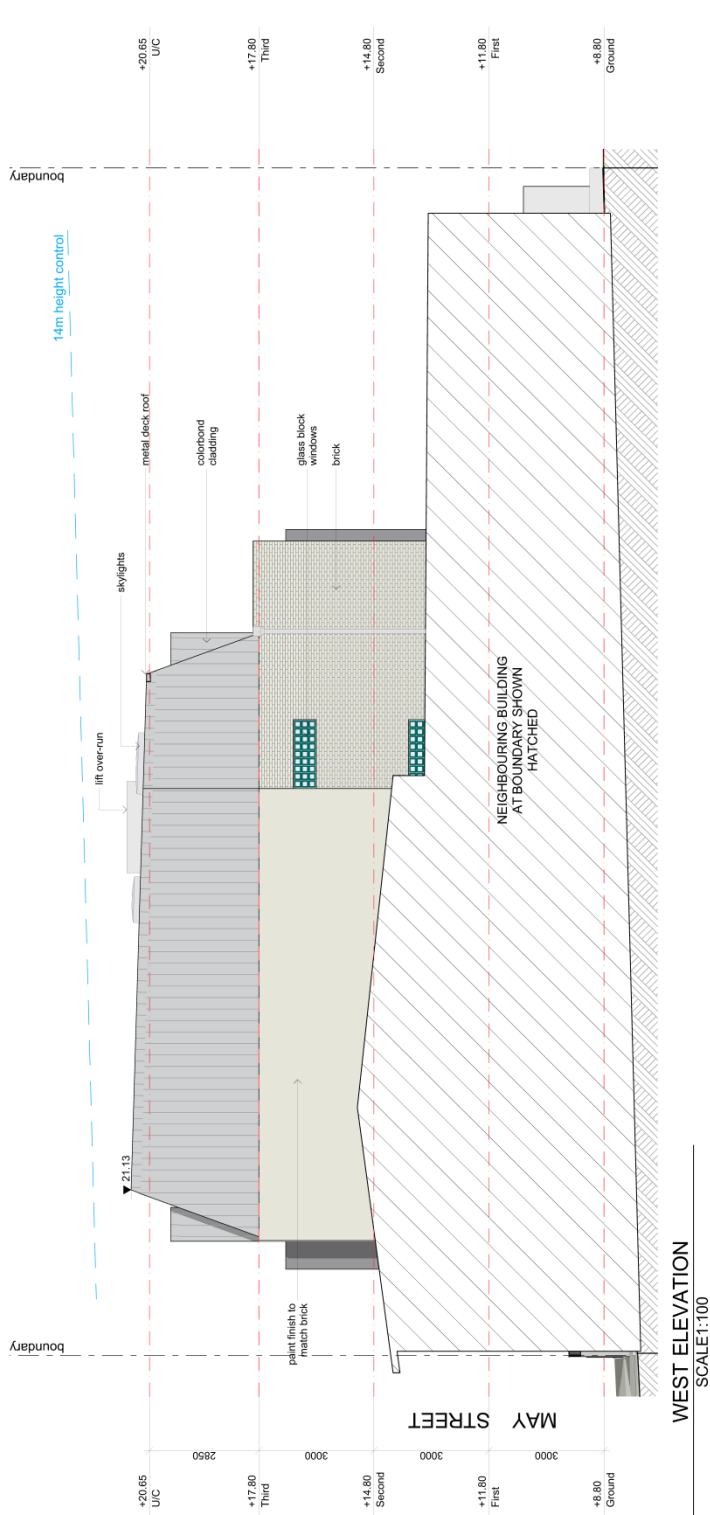 +20.65
U/C
+17.80
Third
+14.80
Second
+11.80
First
+8.80
Ground
boundary
14m height control
metal deck roof
colorbond
cladding
glass block
windows
brick
skylights
lift over-run
NEIGHBOURING BUILDING
AT BOUNDARY SHOWN
HATCHED
21.13
paint finish to
match brick
boundary
MAY STREET
2850
3000
3000
3000
+20.65
U/C
+17.80
Third
+14.80
Second
+11.80
First
+8.80
Ground
WEST ELEVATION
SCALE1:100